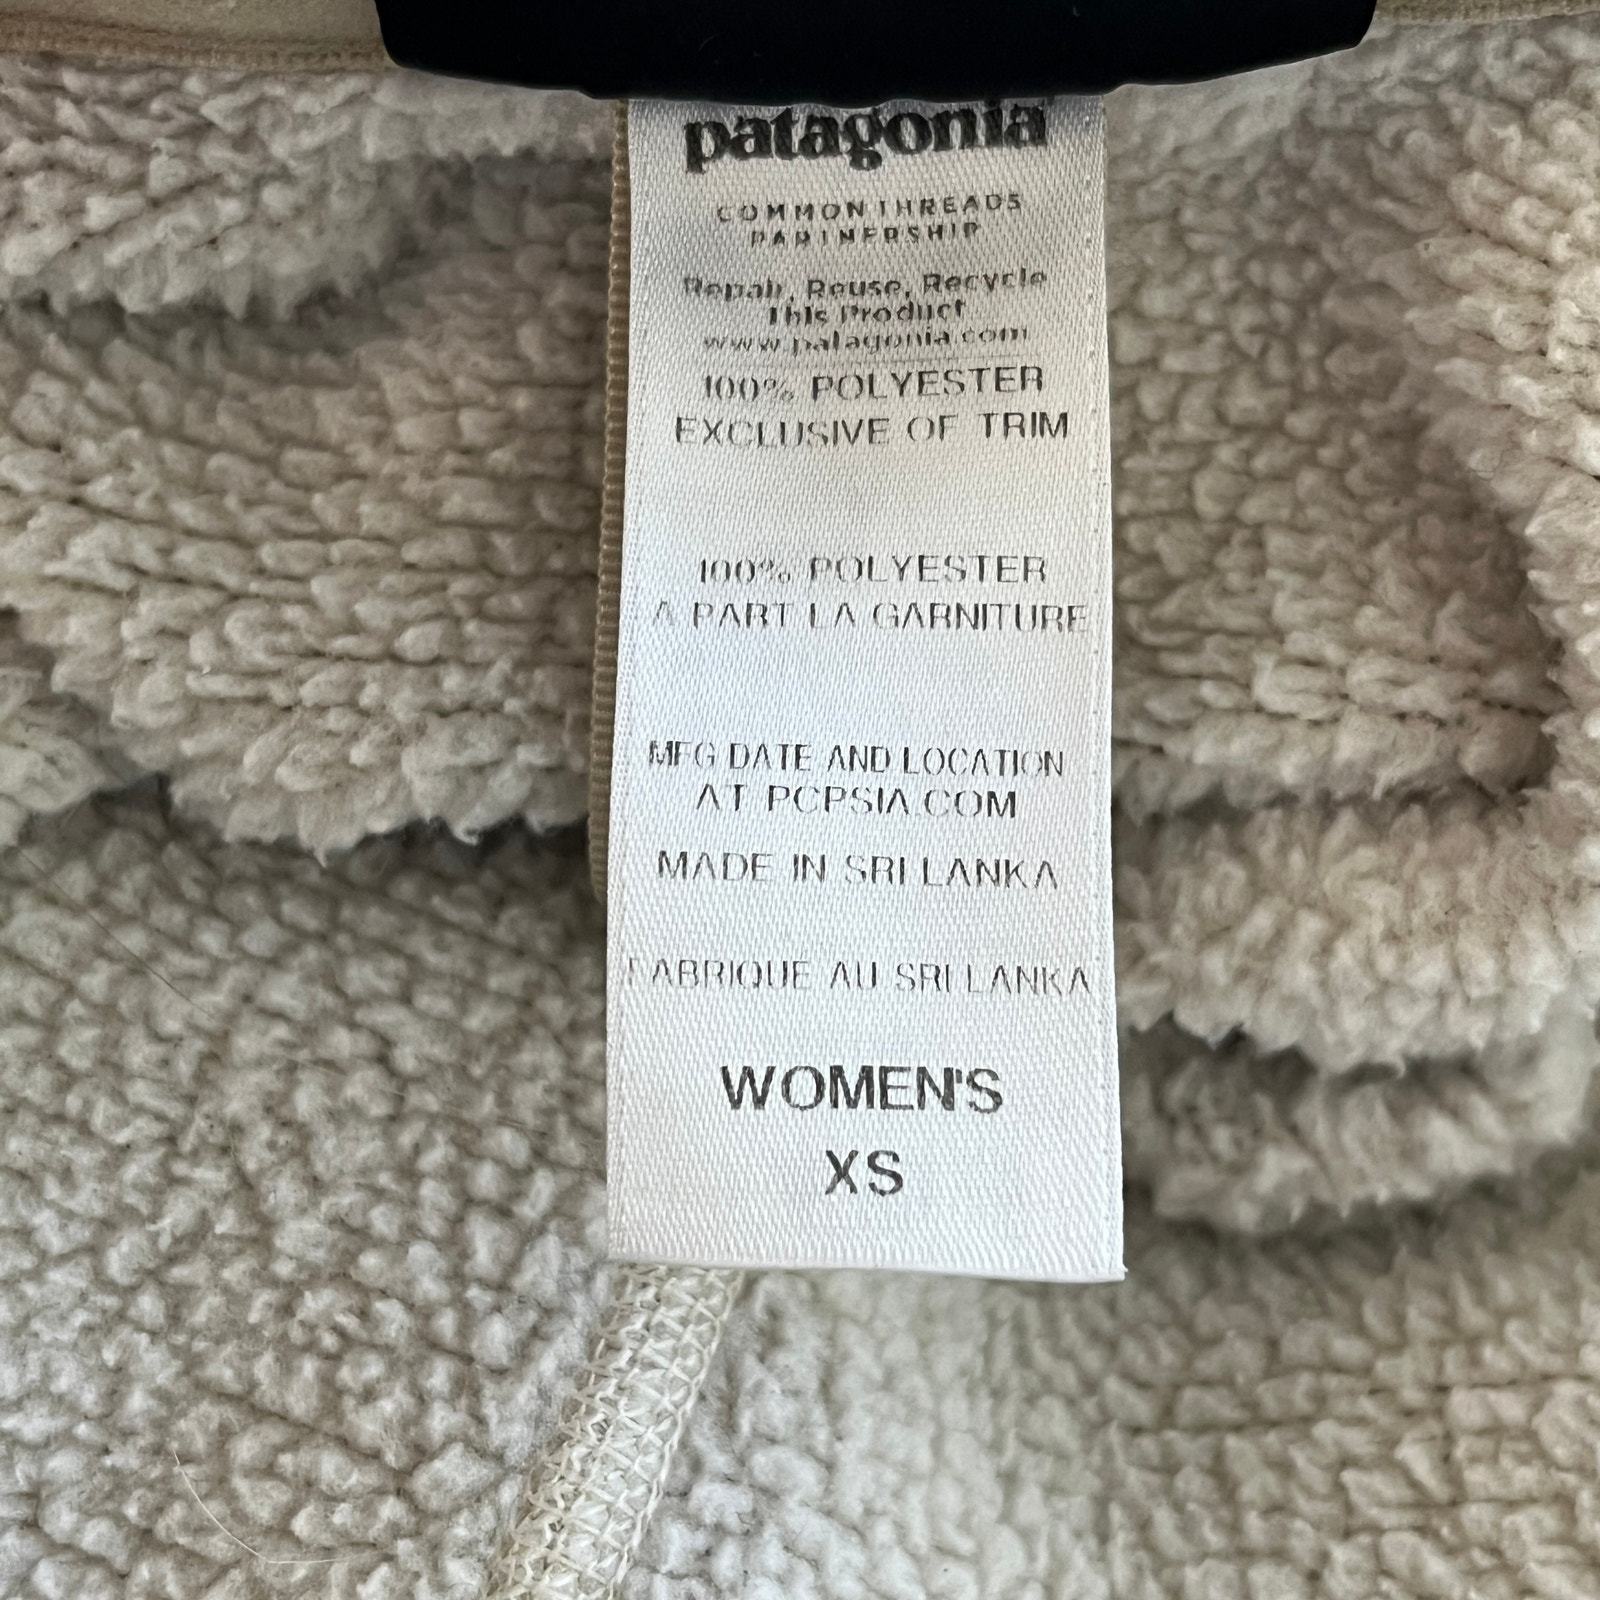 patagonia
COMMON THREADS
PARTNERSHIP
Repair, Reuse, Recycle
This Product
www.patagonia.com
100% POLYESTER
EXCLUSIVE OF TRIM
100% POLYESTER
A PART LA GARNITURE
MFG DATE AND LOCATION
AT PCPSIA.COM
MADE IN SRI LANKA
FABRIQUE AU SRI LANKA
WOMEN'S
XS